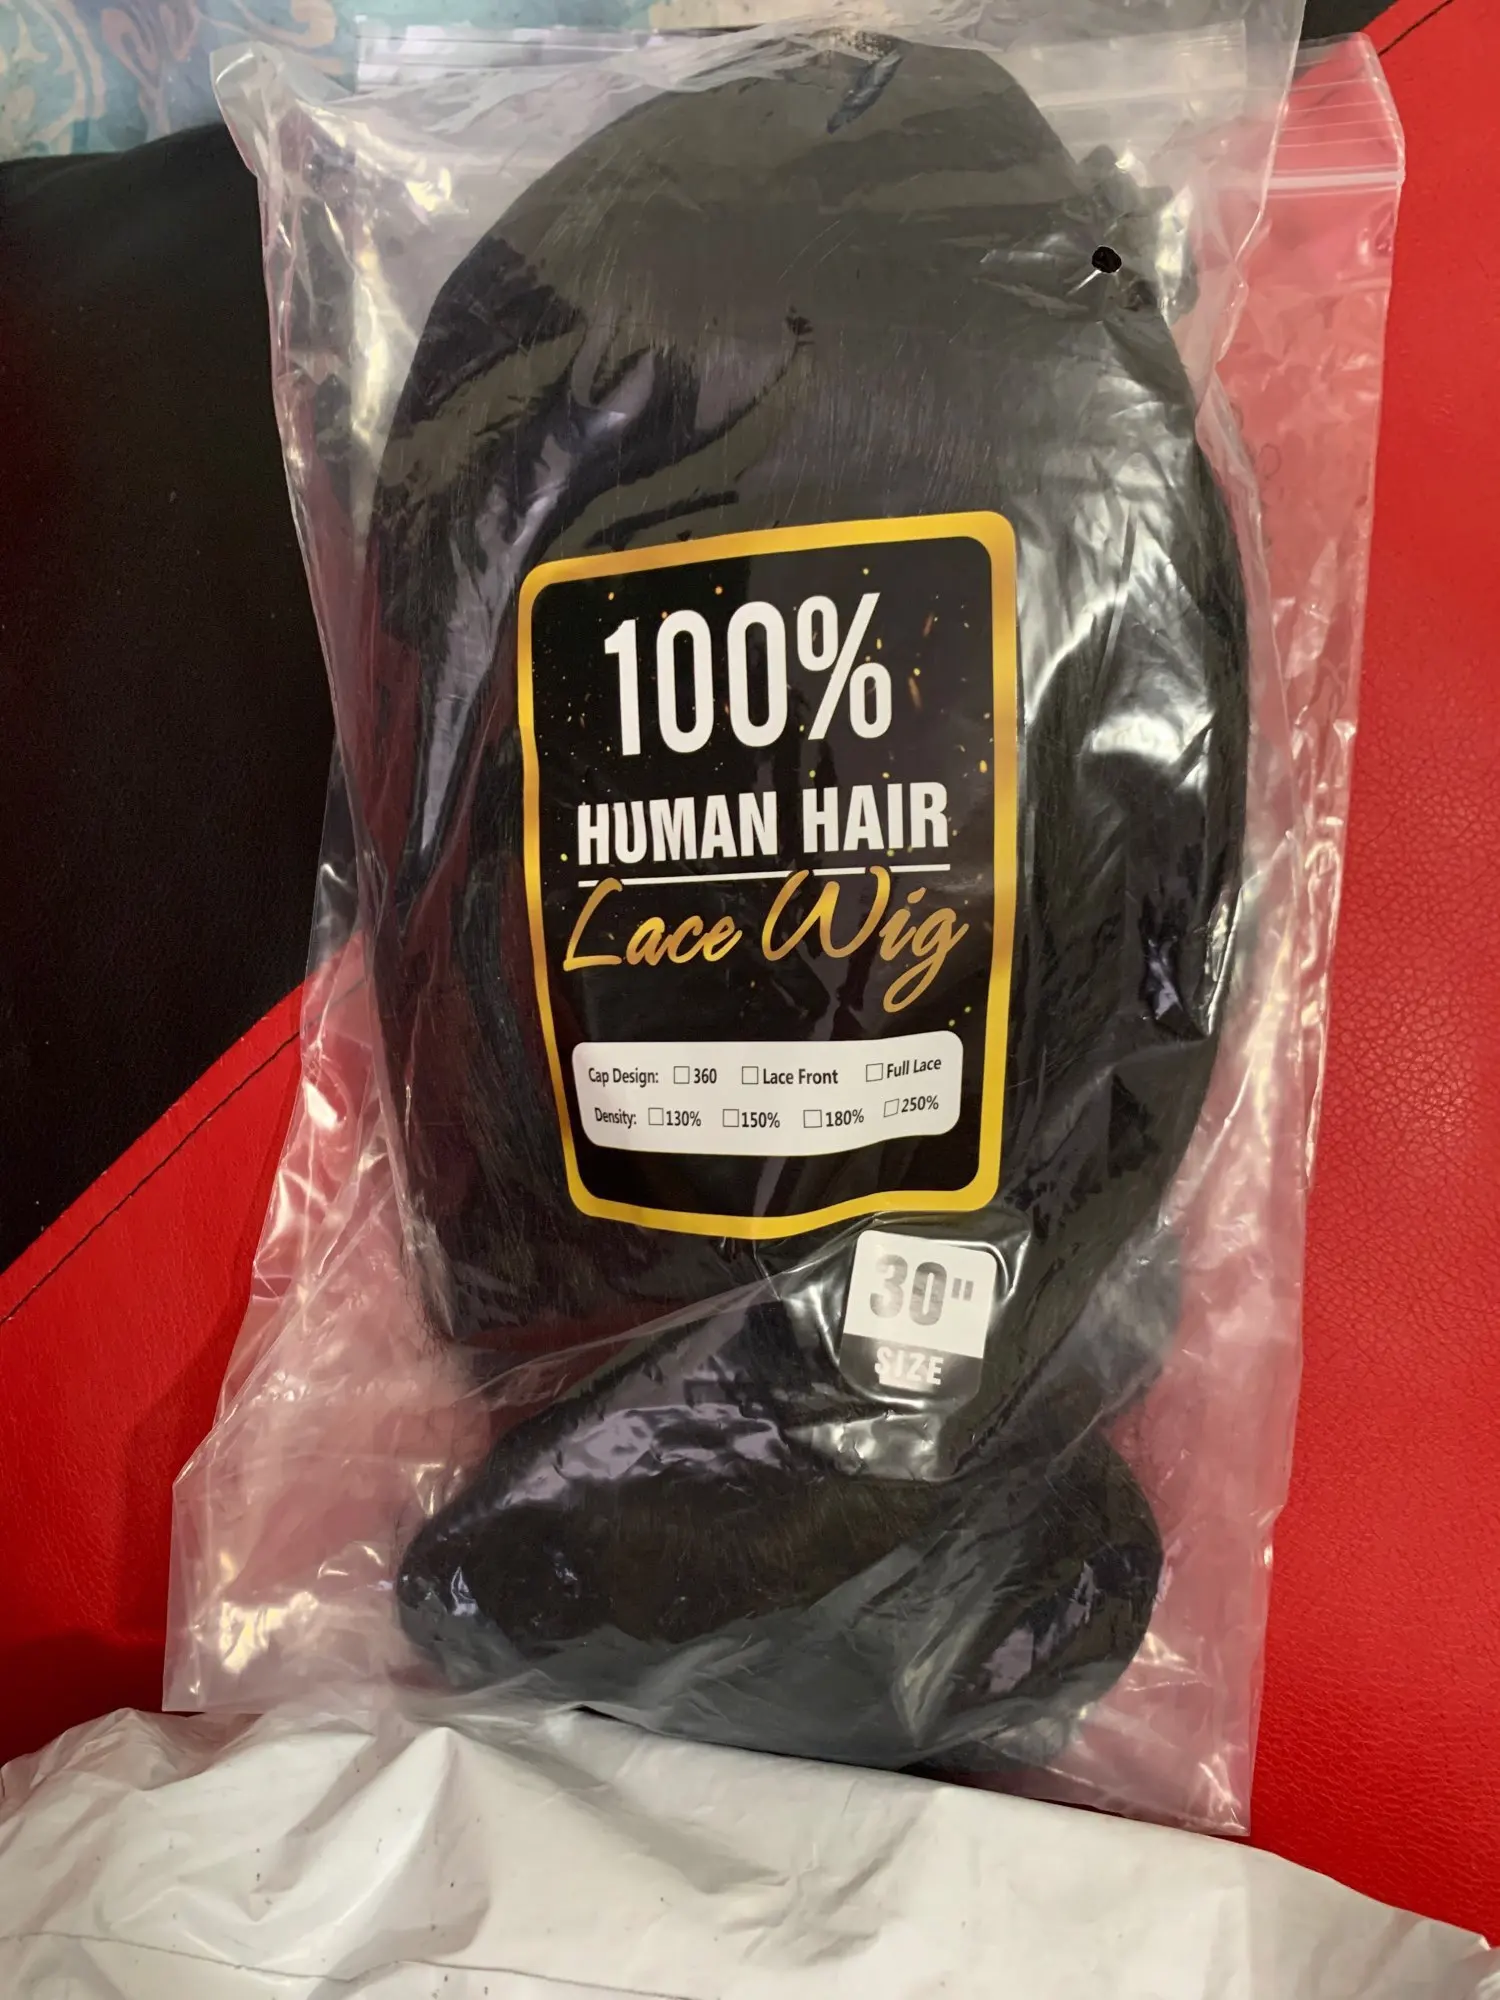 100%
HUMAN HAIR
Lace Wig
Cap Design: ☐360 ☐Lace Front ☐Full Lace
Density: ☐130% ☐150% ☐180% ☐250%
30"
SIZE